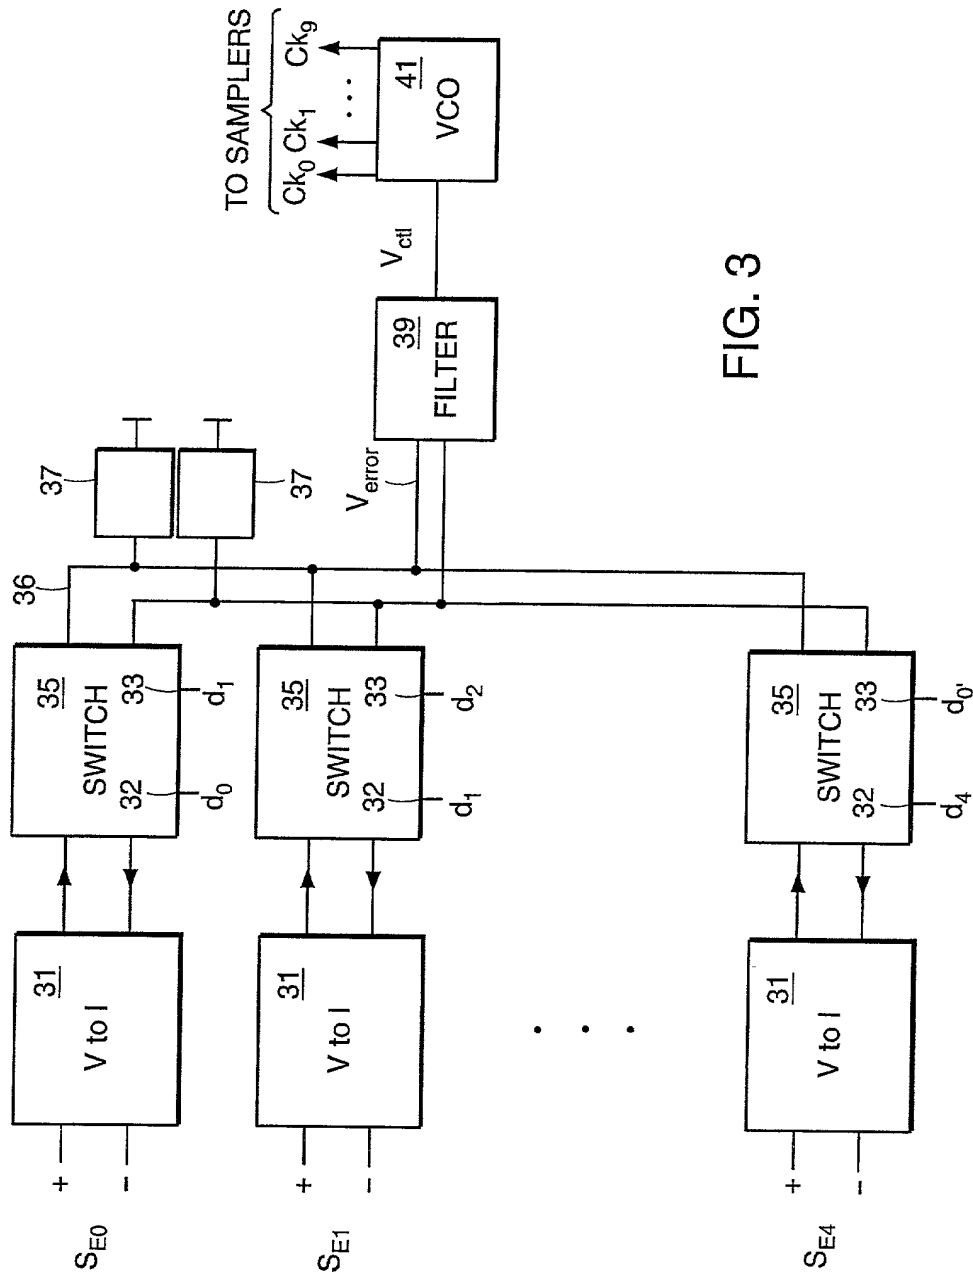 TO SAMPLERS
Ck0 Ck1 . . . Ck9
41
VCO
Vctl
39
FILTER
Verror
37
37
36
35
SWITCH
32 33
d0 d1
31
V to I
+
-
SE0
35
SWITCH
32 33
d1 d2
31
V to I
+
-
SE1
. . .
35
SWITCH
32 33
d4 d0'
31
V to I
+
-
SE4
FIG. 3